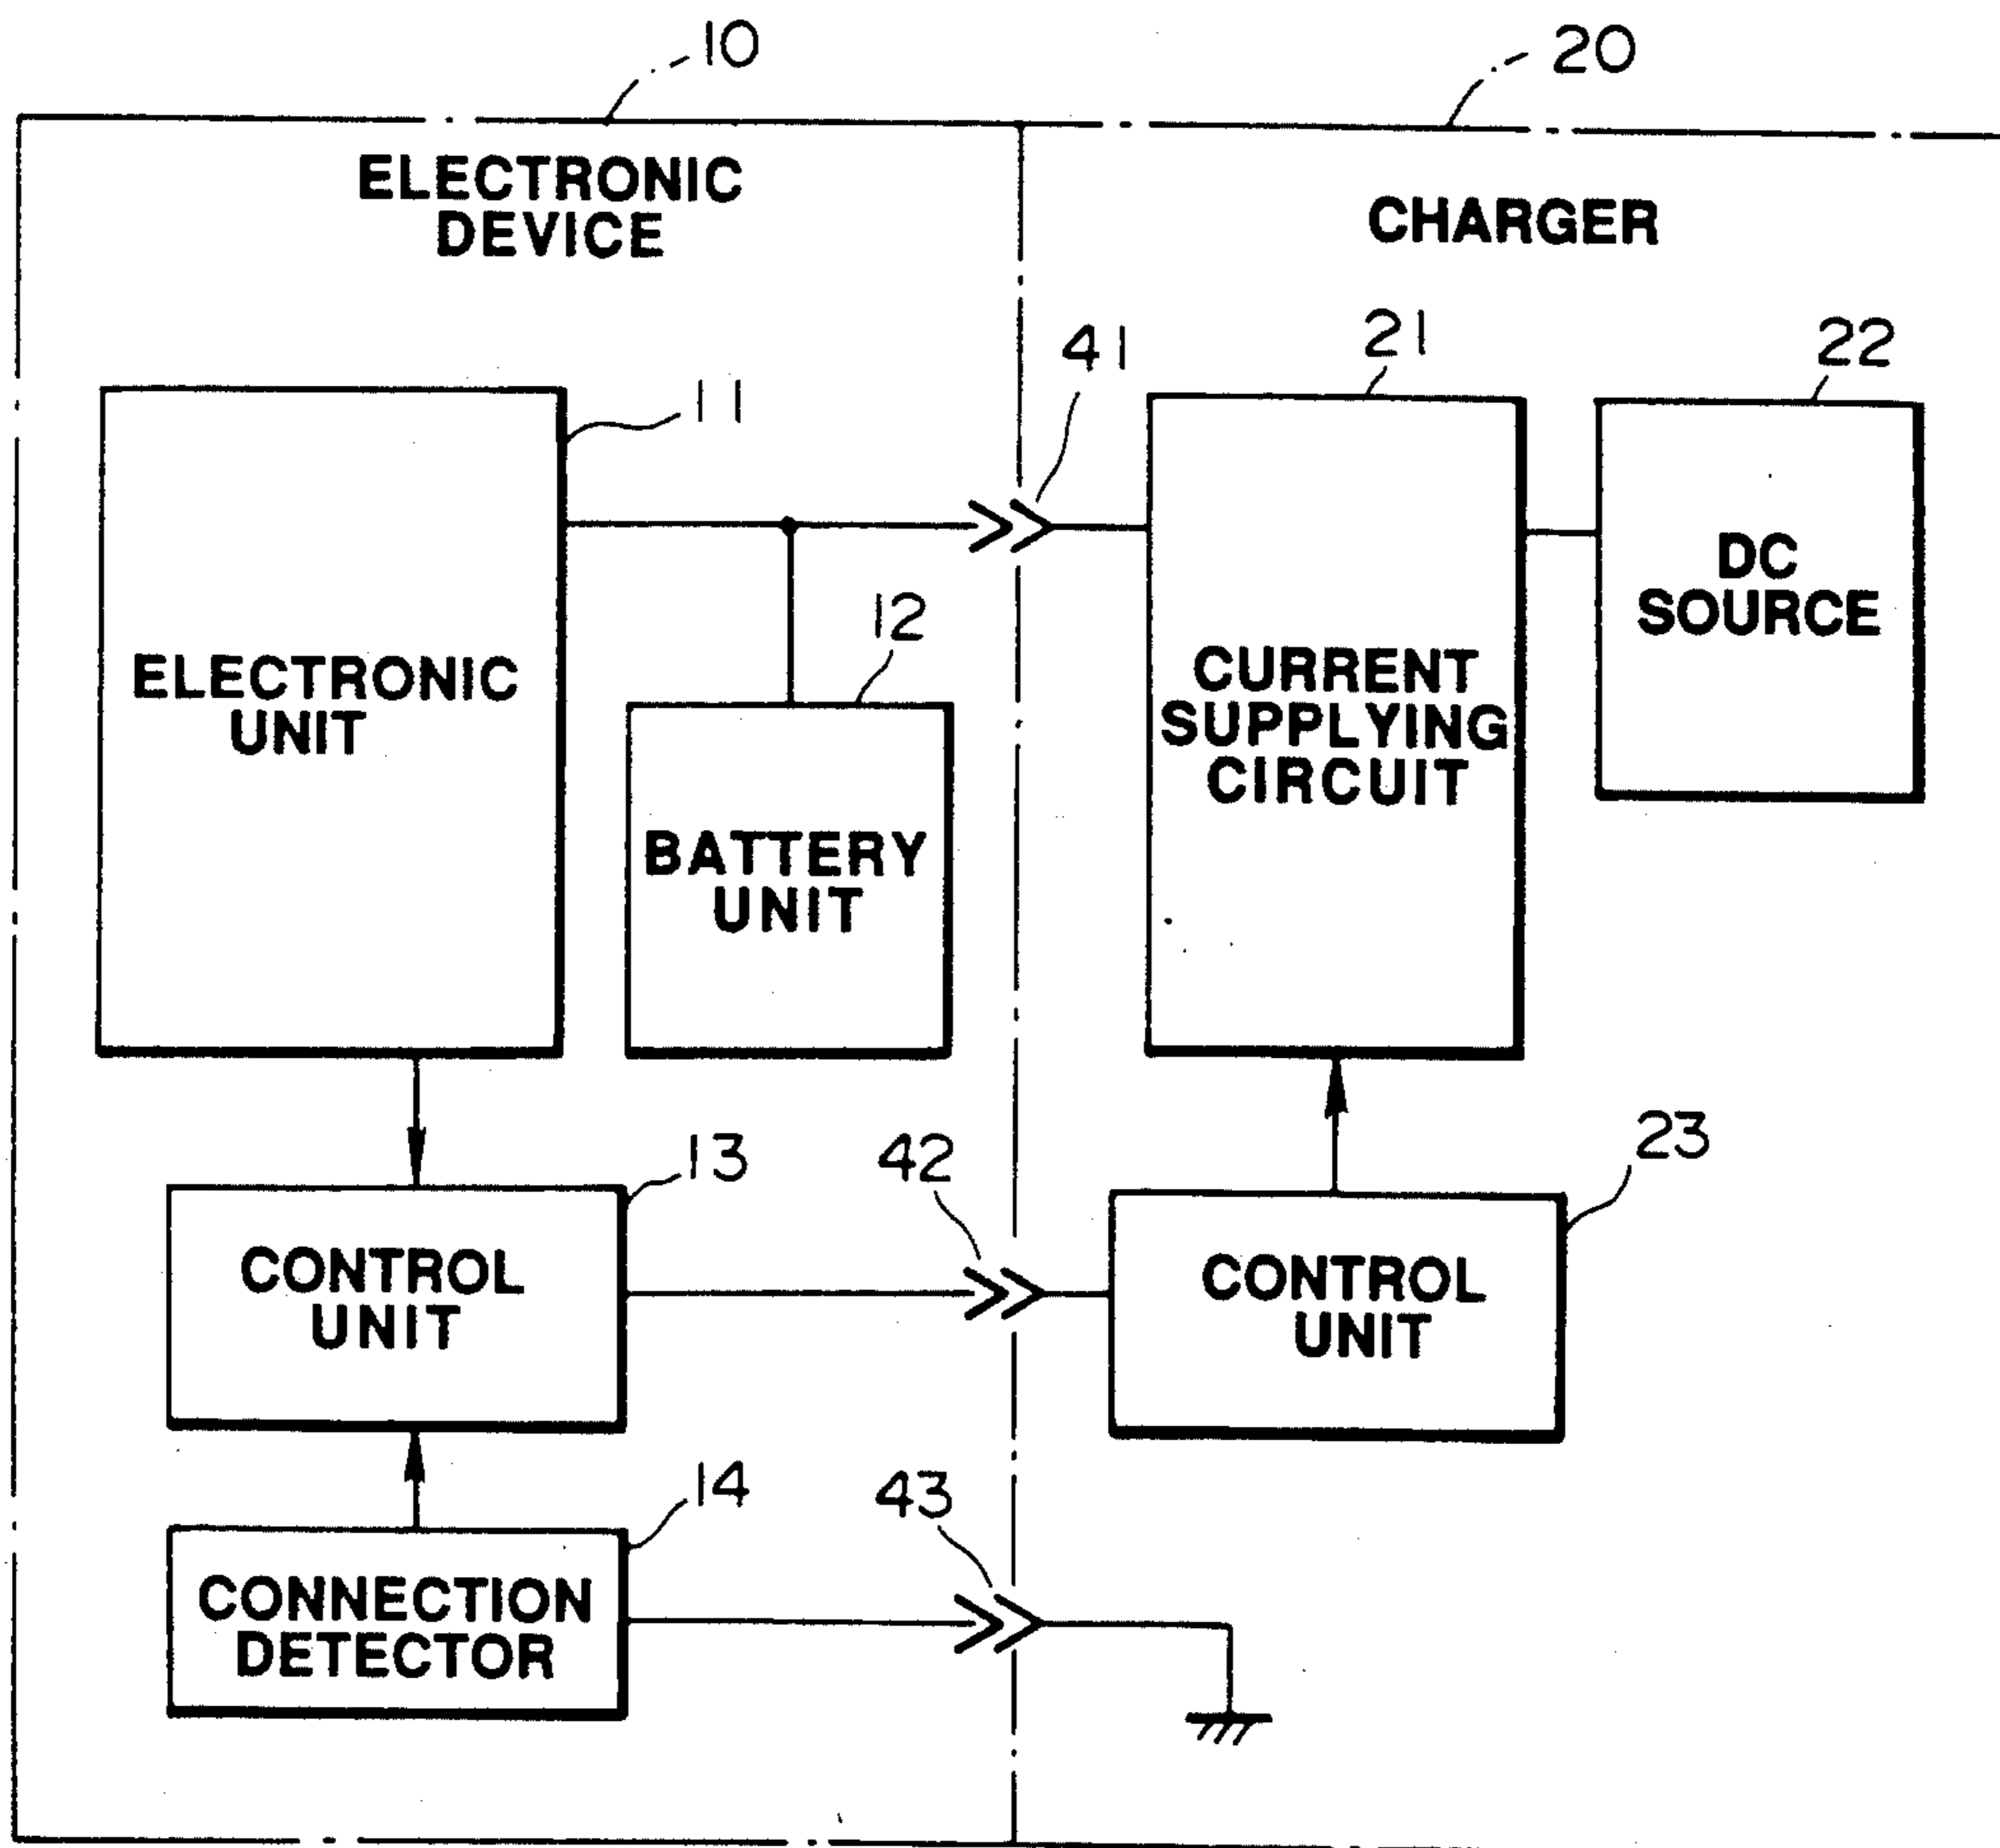 10
20
ELECTRONIC
DEVICE
CHARGER
41
21
22
11
DC
SOURCE
12
ELECTRONIC
UNIT
CURRENT
SUPPLYING
CIRCUIT
BATTERY
UNIT
13
42
23
CONTROL
UNIT
CONTROL
UNIT
14
43
CONNECTION
DETECTOR